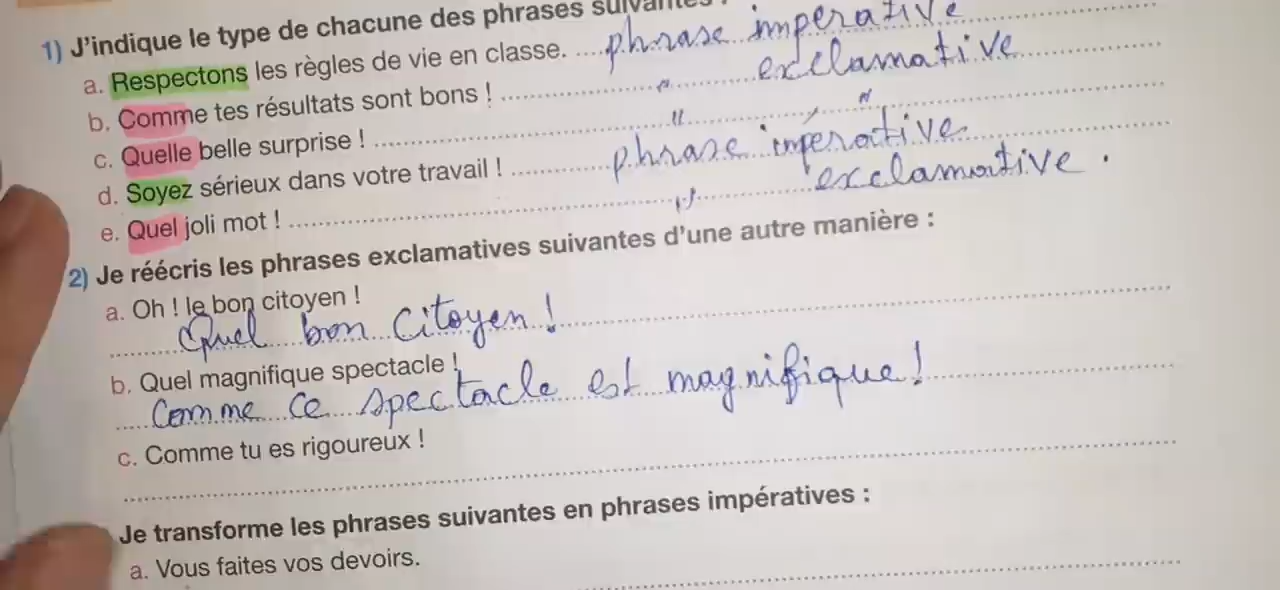 1) J'indique le type de chacune des phrases suivantes :
a. Respectons les règles de vie en classe. phrase imperative
b. Comme tes résultats sont bons ! " exclamative
c. Quelle belle surprise ! " "
d. Soyez sérieux dans votre travail ! phrase impérative
e. Quel joli mot ! " exclamative.
2) Je réécris les phrases exclamatives suivantes d'une autre manière :
a. Oh ! le bon citoyen !
Quel bon citoyen !
b. Quel magnifique spectacle !
Comme ce spectacle est magnifique !
c. Comme tu es rigoureux !
Je transforme les phrases suivantes en phrases impératives :
a. Vous faites vos devoirs.